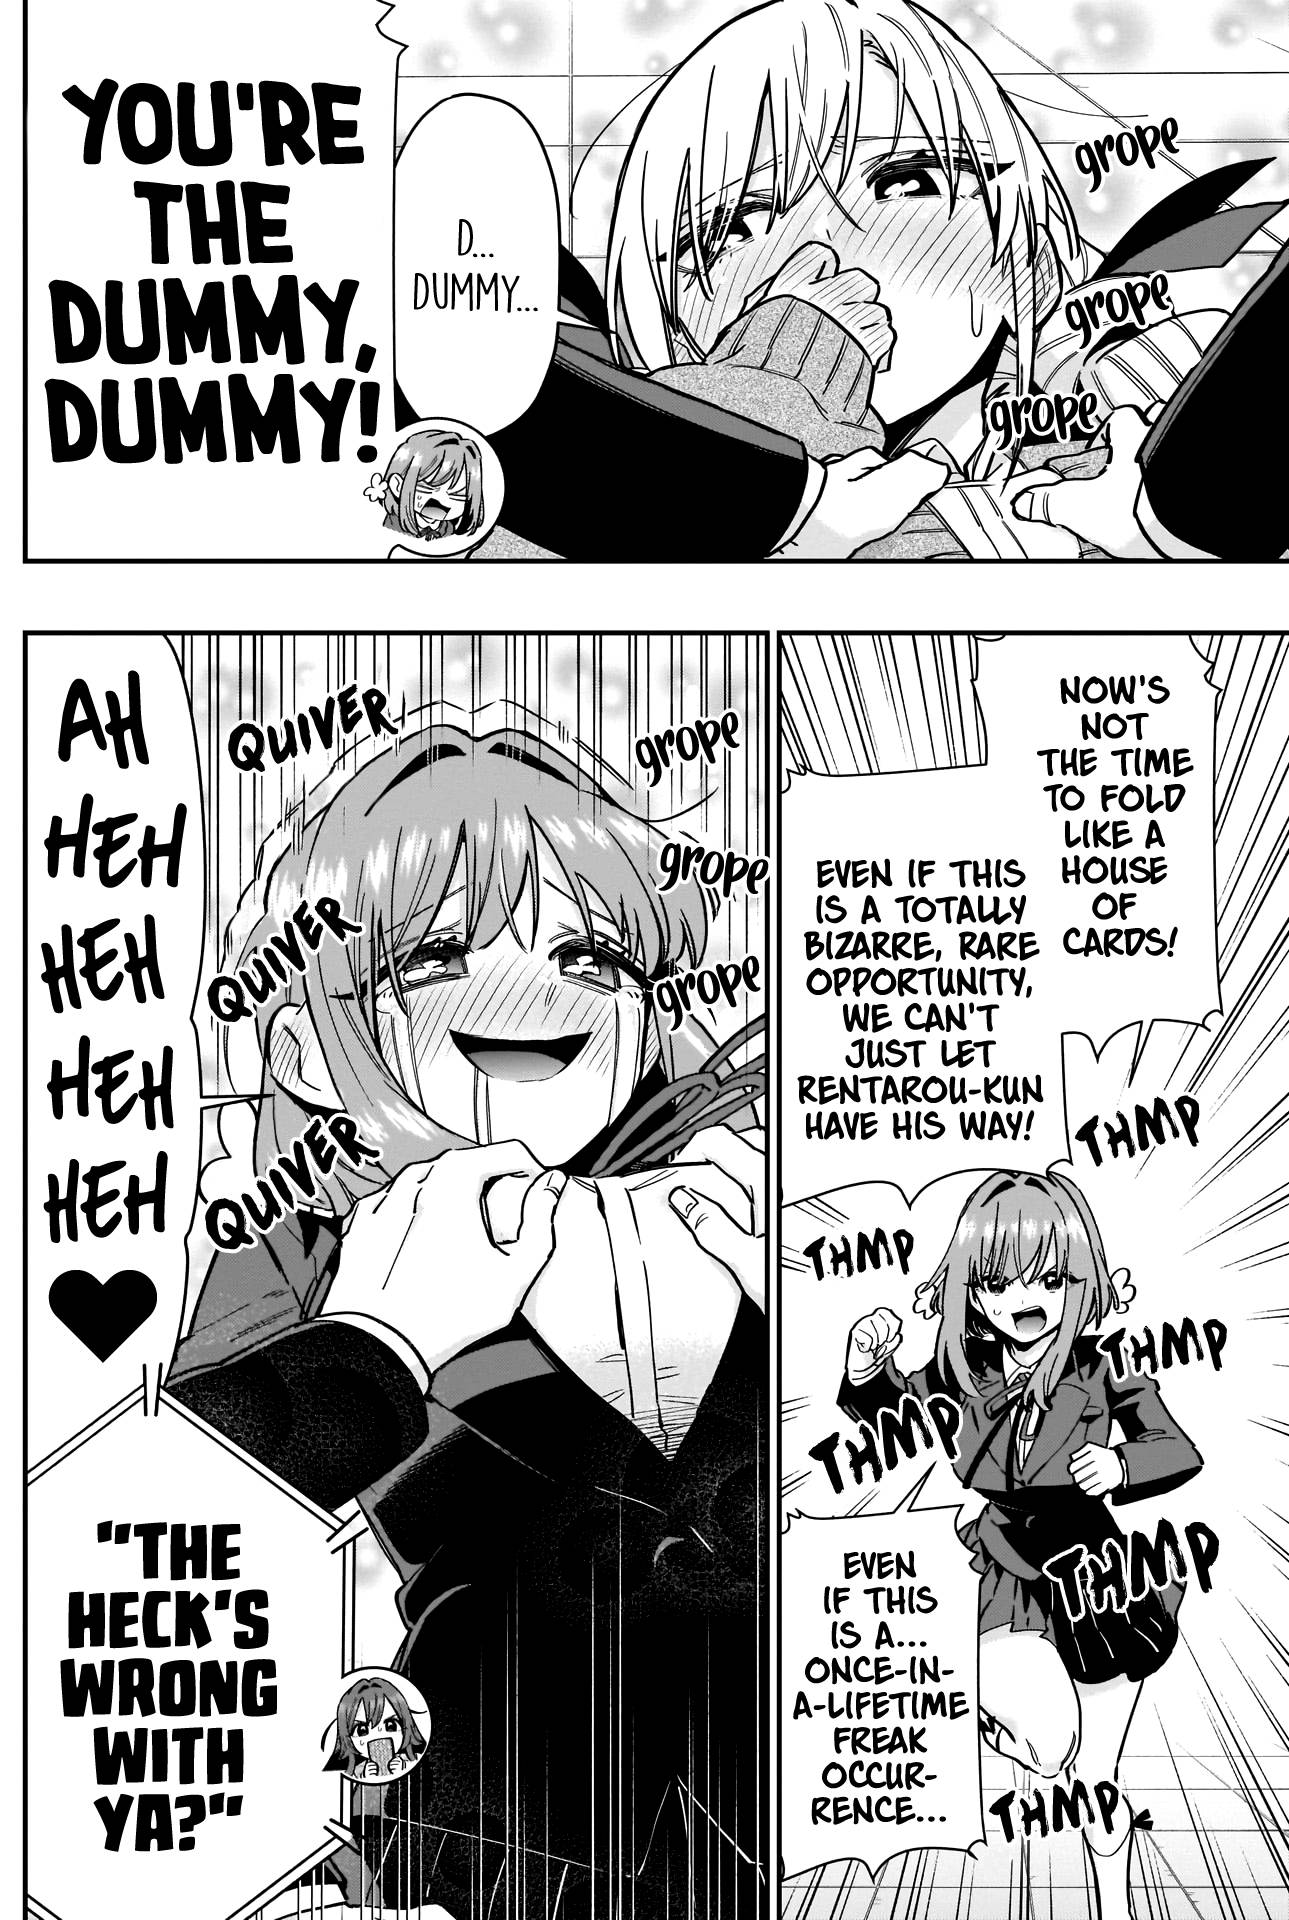 grope
grope
grope
D...
DUMMY...
YOU'RE
THE
DUMMY,
DUMMY!
NOW'S
NOT
THE TIME
TO FOLD
LIKE A
HOUSE
OF
CARDS!
EVEN IF THIS
IS A TOTALLY
BIZARRE, RARE
OPPORTUNITY,
WE CAN'T
JUST LET
RENTAROU-KUN
HAVE HIS WAY!
THMP
THMP
THMP
THMP
THMP
THMP
EVEN
IF THIS
IS A...
ONCE-IN-
A-LIFETIME
FREAK
OCCUR-
RENCE...
grope
grope
grope
QUIVER
QUIVER
QUIVER
AH
HEH
HEH
HEH
HEH
"THE
HECK'S
WRONG
WITH
YA?"